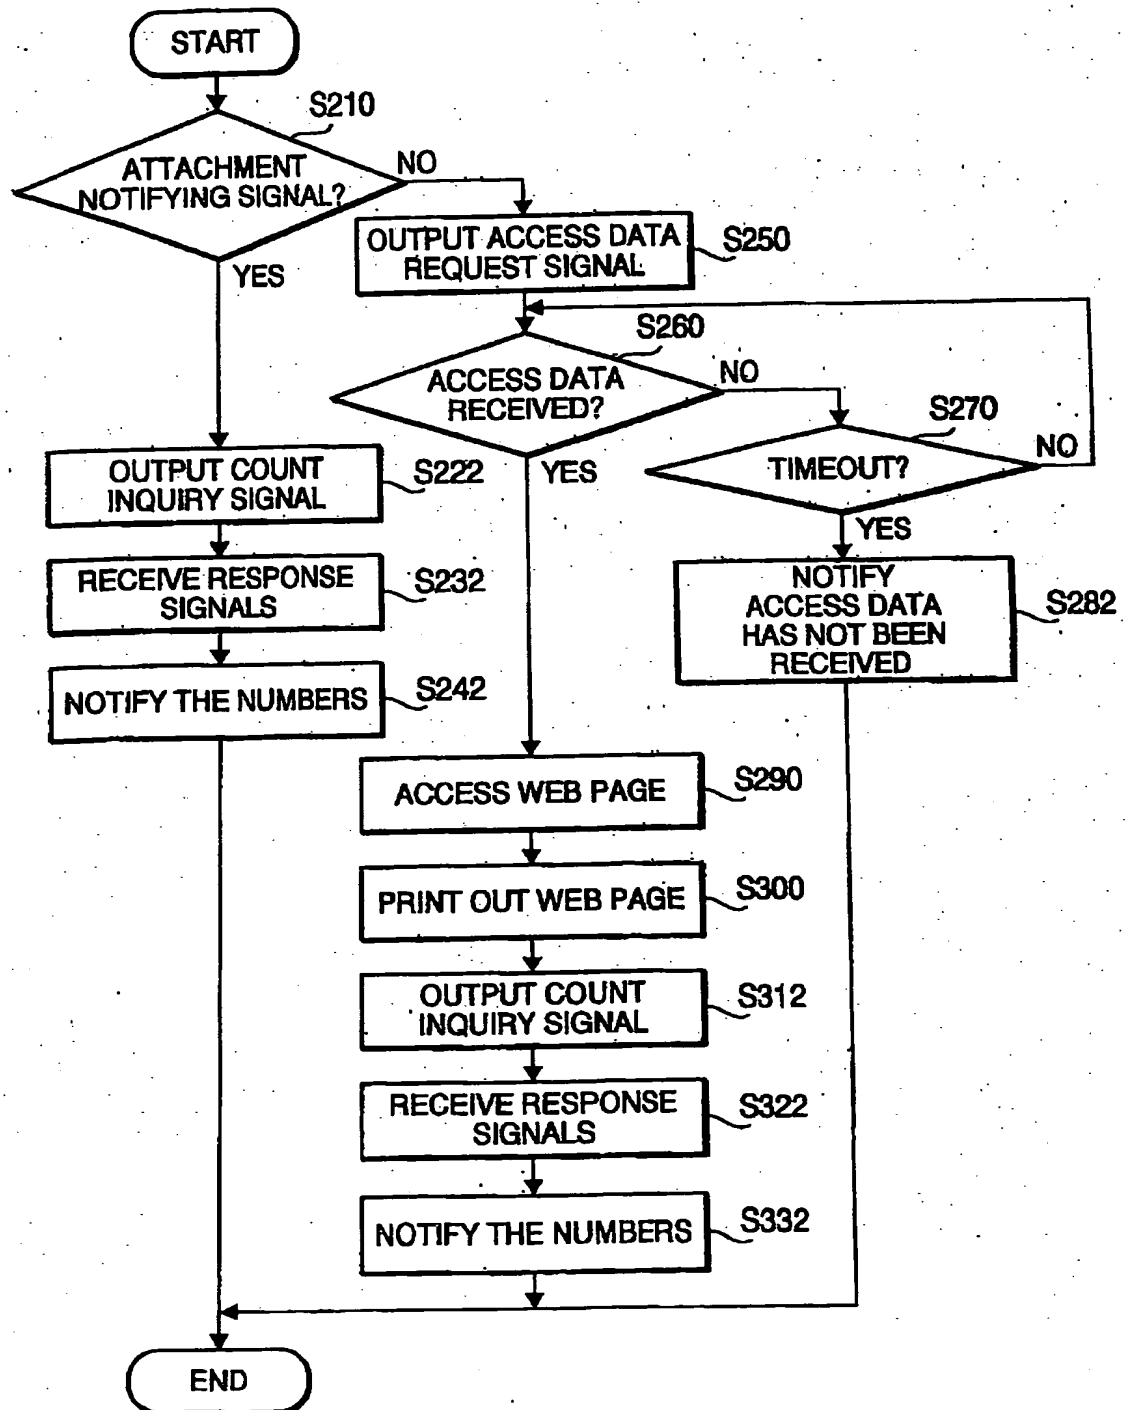 START
S210
ATTACHMENT
NOTIFYING SIGNAL?
NO
YES
OUTPUT ACCESS DATA
REQUEST SIGNAL
S250
S260
ACCESS DATA
RECEIVED?
NO
YES
S270
TIMEOUT?
NO
YES
OUTPUT COUNT
INQUIRY SIGNAL
S222
RECEIVE RESPONSE
SIGNALS
S232
NOTIFY THE NUMBERS
S242
NOTIFY
ACCESS DATA
HAS NOT BEEN
RECEIVED
S282
ACCESS WEB PAGE
S290
PRINT OUT WEB PAGE
S300
OUTPUT COUNT
INQUIRY SIGNAL
S312
RECEIVE RESPONSE
SIGNALS
S322
NOTIFY THE NUMBERS
S332
END